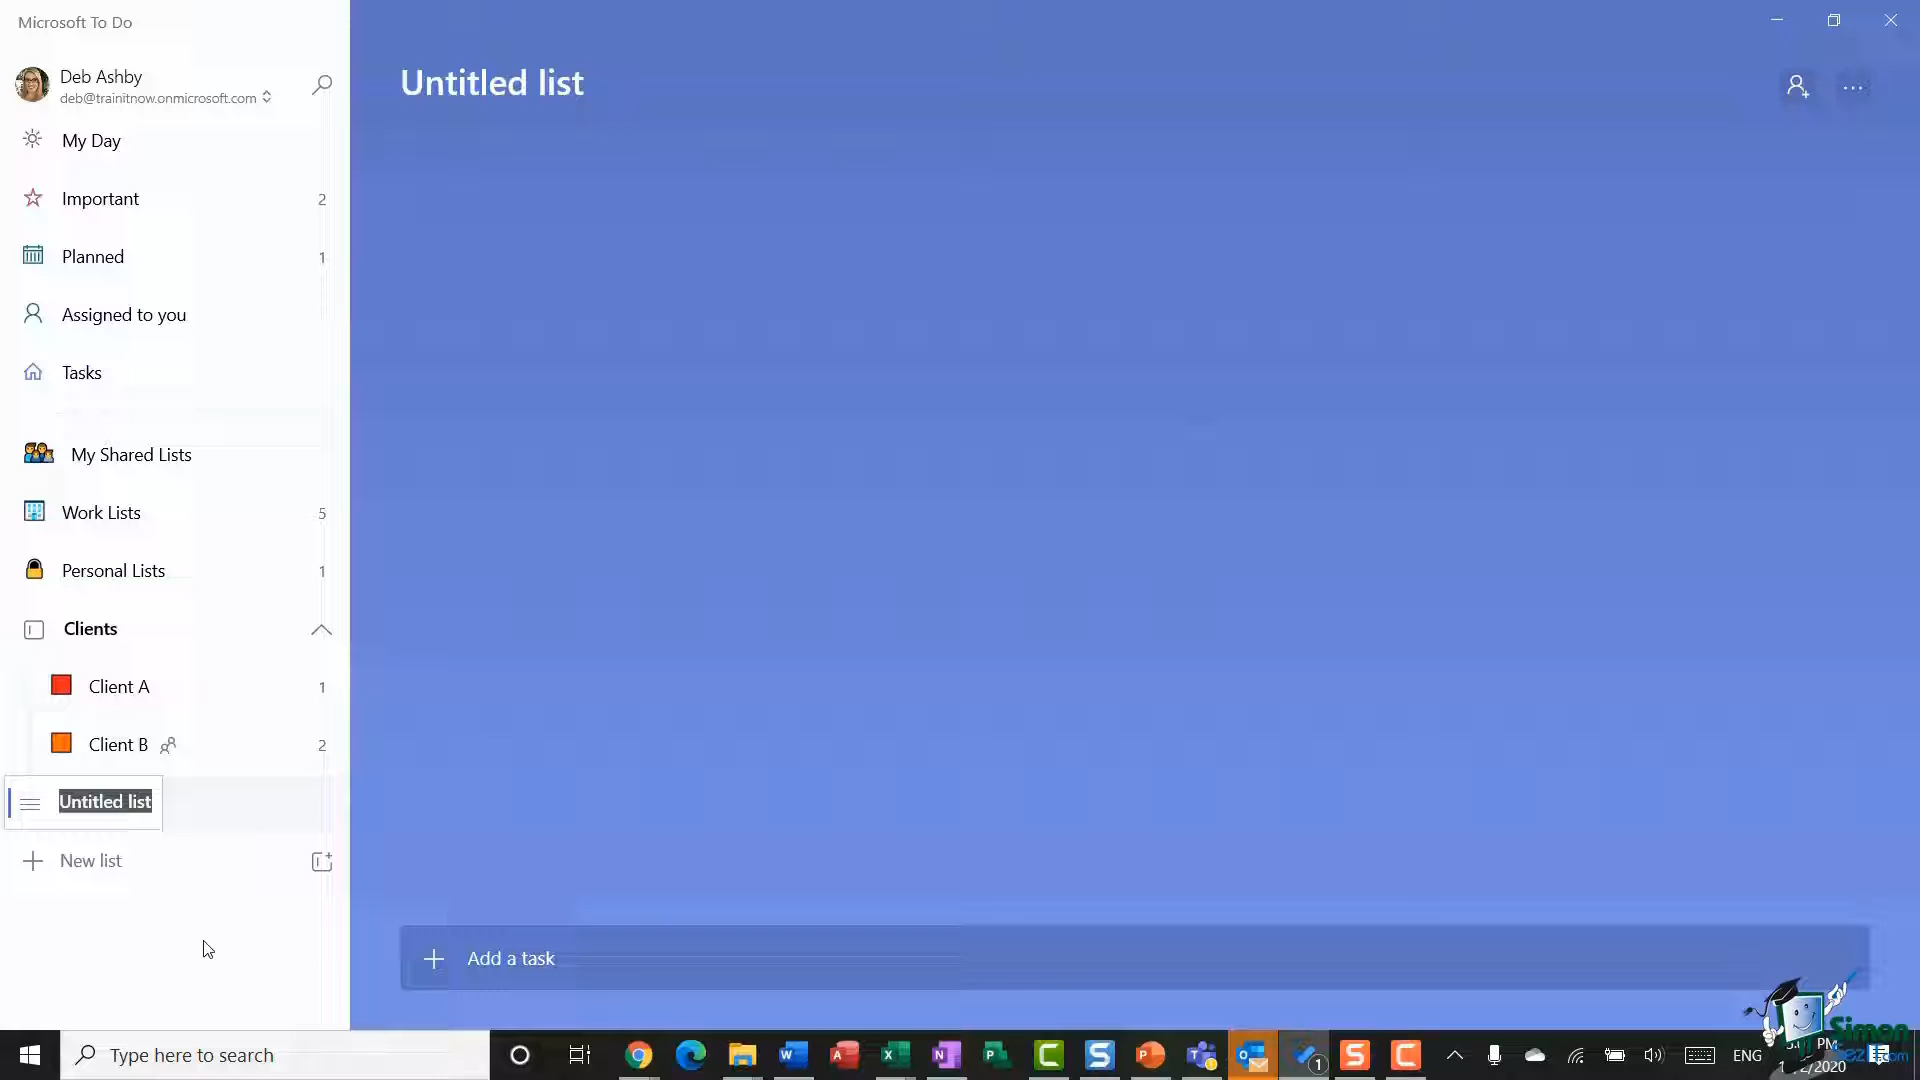 Microsoft To Do
Deb Ashby
deb@trainitnow.onmicrosoft.com
My Day
Important 2
Planned 1
Assigned to you
Tasks
My Shared Lists
Work Lists 5
Personal Lists 1
Clients
Client A 1
Client B 2
Untitled list
New list
Untitled list
Add a task
Type here to search
1
ENG
PM
Simon